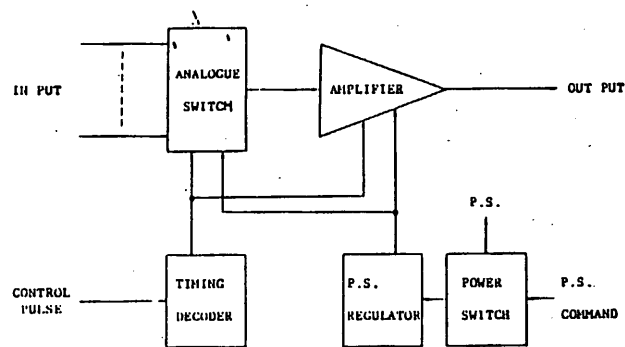 ANALOGUE
SWITCH
AMPLIFIER
IN PUT
OUT PUT
P.S.
TIMING
DECODER
P.S.
REGULATOR
POWER
SWITCH
CONTROL
PULSE
P.S.
COMMAND